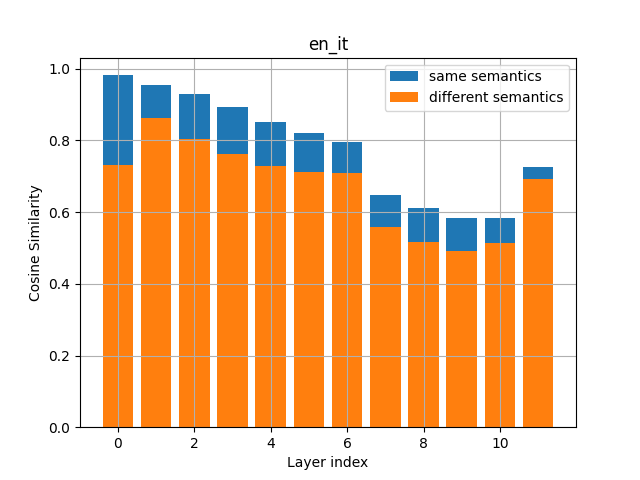 en_it
same semantics
different semantics
1.0
0.8
0.6
0.4
0.2
0.0
Cosine Similarity
0 2 4 6 8 10
Layer index